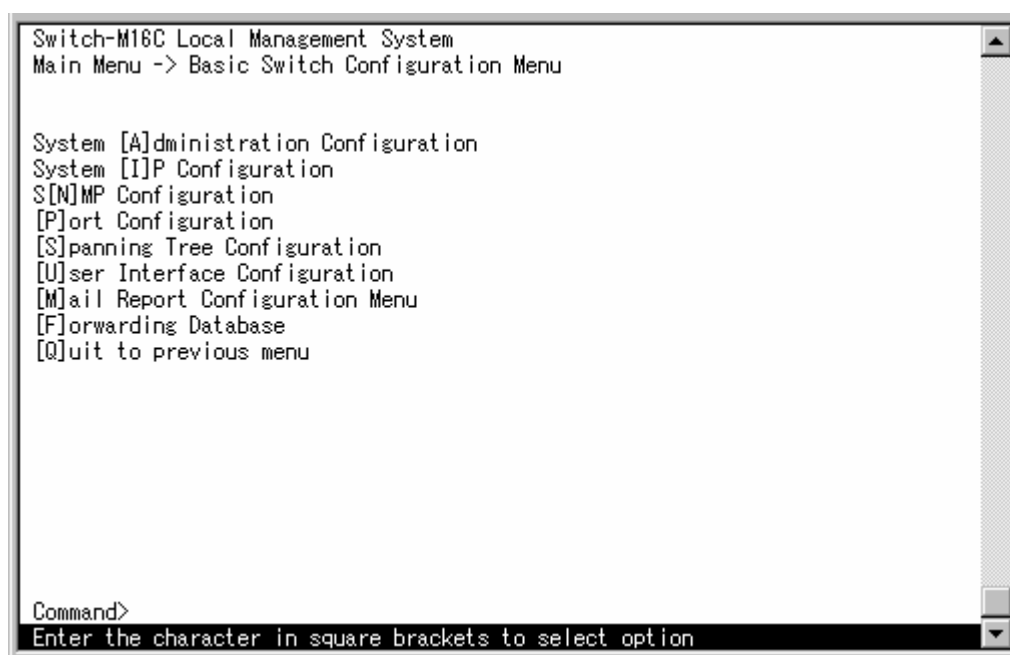 Switch-M16C Local Management System
Main Menu -> Basic Switch Configuration Menu
System [A]dministration Configuration
System [I]P Configuration
S[N]MP Configuration
[P]ort Configuration
[S]panning Tree Configuration
[U]ser Interface Configuration
[M]ail Report Configuration Menu
[F]orwarding Database
[Q]uit to previous menu
Command>
Enter the character in square brackets to select option